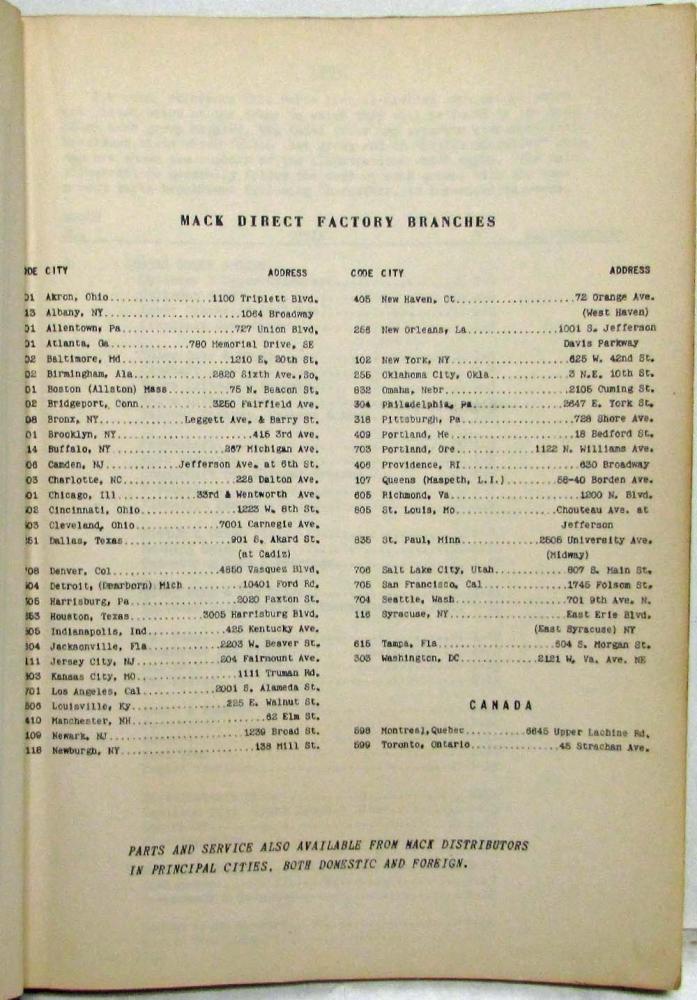 MACK DIRECT FACTORY BRANCHES
CITY ADDRESS
Akron, Ohio..................1100 Triplett Blvd.
Albany, NY........................1064 Broadway
Allentown, Pa....................727 Union Blvd.
Atlanta, Ga.............780 Memorial Drive, SE
Baltimore, Md...................1210 E. 20th St.
Birmingham, Ala..............2820 Sixth Ave.,So.
Boston (Allston) Mass...........75 N. Beacon St.
Bridgeport, Conn.............3250 Fairfield Ave.
Bronx, NY...............Leggett Ave. & Barry St.
Brooklyn, NY........................415 3rd Ave.
Buffalo, NY...................267 Michigan Ave.
Camden, NJ.............Jefferson Ave. at 6th St.
Charlotte, NC....................228 Dalton Ave.
Chicago, Ill..............33rd & Wentworth Ave.
Cincinnati, Ohio.................1223 W. 8th St.
Cleveland, Ohio...............7001 Carnegie Ave.
Dallas, Texas...................901 S. Akard St.
(at Cadiz)
Denver, Col...................4850 Vasquez Blvd.
Detroit, (Dearborn) Mich ..........10401 Ford Rd.
Harrisburg, Pa...................2020 Paxton St.
Houston, Texas.............3005 Harrisburg Blvd.
Indianapolis, Ind..............425 Kentucky Ave.
Jacksonville, Fla.............2203 W. Beaver St.
Jersey City, NJ...............204 Fairmount Ave.
Kansas City, MO..................1111 Truman Rd.
Los Angeles, Cal.............2001 S. Alameda St.
Louisville, Ky.................225 E. Walnut St.
410 Manchester, NH.........................62 Elm St.
109 Newark, NJ........................1239 Broad St.
118 Newburgh, NY.......................138 Mill St.
CODE CITY ADDRESS
405 New Haven, Ct.....................72 Orange Ave.
(West Haven)
256 New Orleans, La................1001 S. Jefferson
Davis Parkway
102 New York, NY.....................625 W. 42nd St.
255 Oklahoma City, Okla..............3 N.E. 10th St.
832 Omaha, Nebr......................2105 Cuming St.
304 Philadelphia, Pa................2647 E. York St.
316 Pittsburgh, Pa....................728 Shore Ave.
409 Portland, Me.....................18 Bedford St.
703 Portland, Ore..............1122 N. Williams Ave.
406 Providence, RI.....................630 Broadway
107 Queens (Maspeth, L.I.)..........56-40 Borden Ave.
605 Richmond, Va.....................1200 N. Blvd.
805 St. Louis, Mo.................Chouteau Ave. at
Jefferson
835 St. Paul, Minn...............2505 University Ave.
(Midway)
706 Salt Lake City, Utah.............807 S. Main St.
705 San Francisco, Cal...............1745 Folsom St.
704 Seattle, Wash..................701 9th Ave. N.
116 Syracuse, NY....................East Erie Blvd.
(East Syracuse) NY
615 Tampa, Fla.....................504 S. Morgan St.
303 Washington, DC..............2121 W. Va. Ave. NE
CANADA
598 Montreal, Quebec..........6645 Upper Lachine Rd.
599 Toronto, Ontario...............45 Strachan Ave.
PARTS AND SERVICE ALSO AVAILABLE FROM MACK DISTRIBUTORS
IN PRINCIPAL CITIES, BOTH DOMESTIC AND FOREIGN.